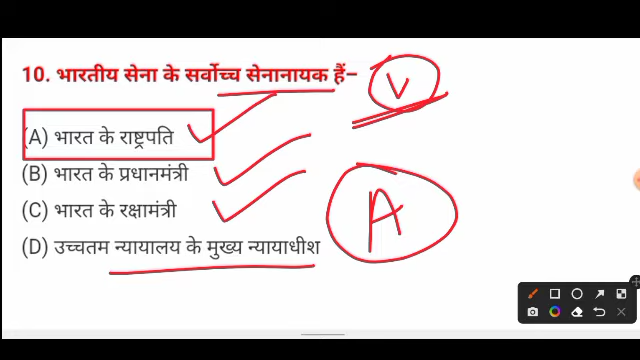 10. भारतीय सेना के सर्वोच्च सेनानायक हैं–
V
(A) भारत के राष्ट्रपति
(B) भारत के प्रधानमंत्री
(C) भारत के रक्षामंत्री
A
(D) उच्चतम न्यायालय के मुख्य न्यायाधीश